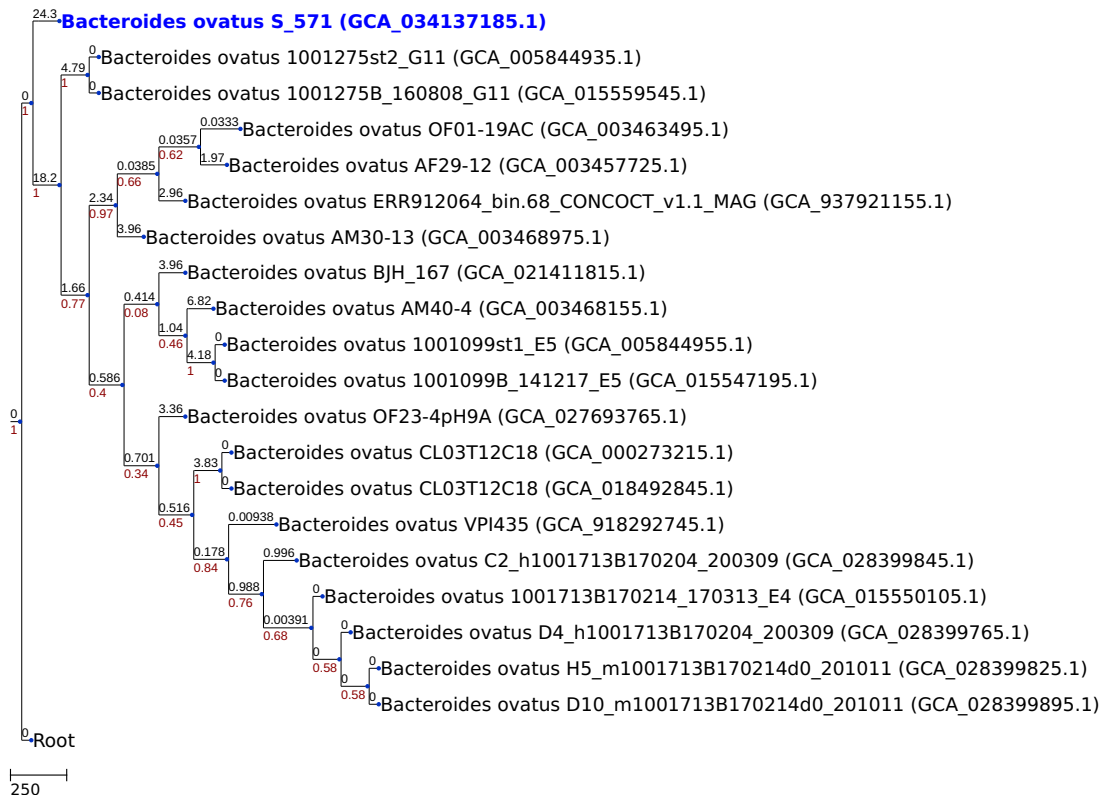 24.3
Bacteroides ovatus S_571 (GCA_034137185.1)
0
Bacteroides ovatus 1001275st2_G11 (GCA_005844935.1)
4.79
1
0
Bacteroides ovatus 1001275B_160808_G11 (GCA_015559545.1)
0
1
0.0333
Bacteroides ovatus OF01-19AC (GCA_003463495.1)
0.0357
0.62
1.97
Bacteroides ovatus AF29-12 (GCA_003457725.1)
0.0385
0.66
18.2
1
2.96
Bacteroides ovatus ERR912064_bin.68_CONCOCT_v1.1_MAG (GCA_937921155.1)
2.34
0.97
3.96
Bacteroides ovatus AM30-13 (GCA_003468975.1)
3.96
Bacteroides ovatus BJH_167 (GCA_021411815.1)
1.66
0.77
0.414
0.08
6.82
Bacteroides ovatus AM40-4 (GCA_003468155.1)
1.04
0.46
0
Bacteroides ovatus 1001099st1_E5 (GCA_005844955.1)
4.18
1
0
Bacteroides ovatus 1001099B_141217_E5 (GCA_015547195.1)
0.586
0.4
3.36
Bacteroides ovatus OF23-4pH9A (GCA_027693765.1)
0
1
0
Bacteroides ovatus CL03T12C18 (GCA_000273215.1)
0.701
0.34
3.83
1
0
Bacteroides ovatus CL03T12C18 (GCA_018492845.1)
0.516
0.45
0.00938
Bacteroides ovatus VPI435 (GCA_918292745.1)
0.178
0.84
0.996
Bacteroides ovatus C2_h1001713B170204_200309 (GCA_028399845.1)
0.988
0.76
0
Bacteroides ovatus 1001713B170214_170313_E4 (GCA_015550105.1)
0.00391
0.68
0
Bacteroides ovatus D4_h1001713B170204_200309 (GCA_028399765.1)
0
0.58
0
Bacteroides ovatus H5_m1001713B170214d0_201011 (GCA_028399825.1)
0
0.58
0
Bacteroides ovatus D10_m1001713B170214d0_201011 (GCA_028399895.1)
0
Root
250